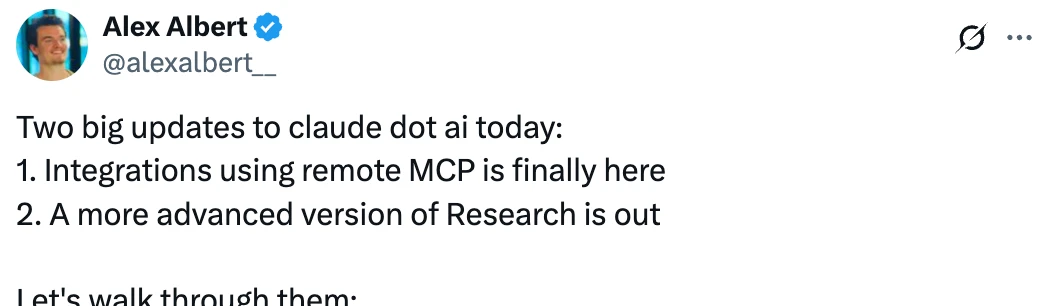 Alex Albert
@alexalbert__
Two big updates to claude dot ai today:
1. Integrations using remote MCP is finally here
2. A more advanced version of Research is out
Let's walk through them: